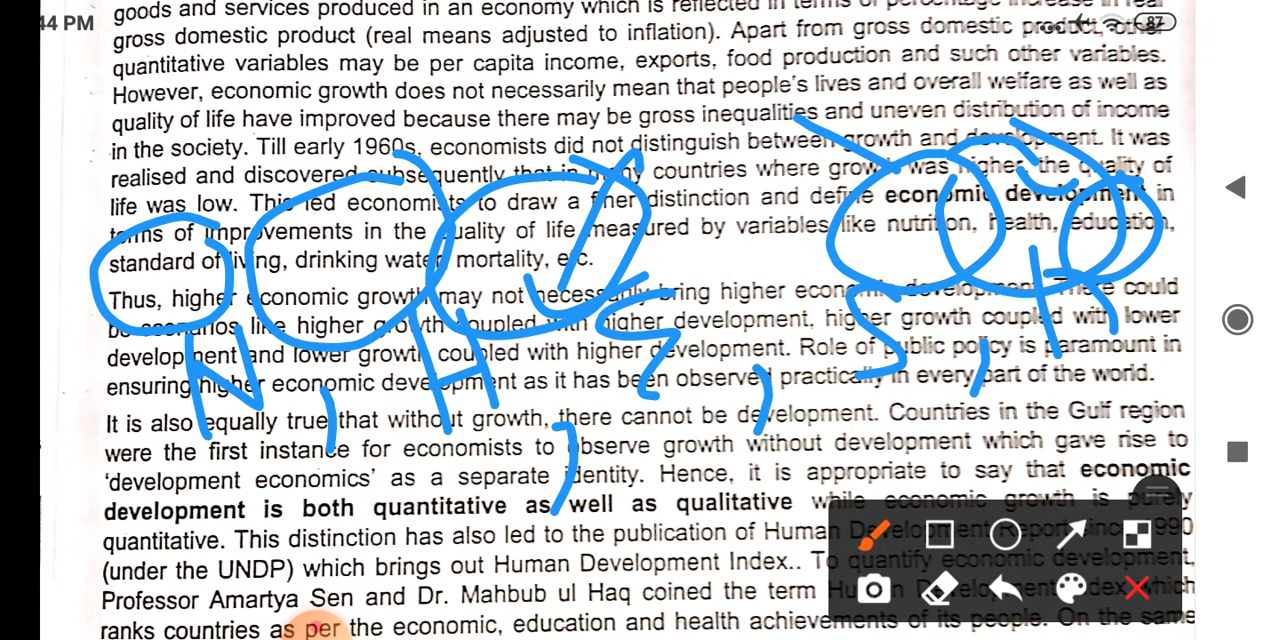 44 PM 87
goods and services produced in an economy which is reflected in terms of percentage increase in real
gross domestic product (real means adjusted to inflation). Apart from gross domestic product, other
quantitative variables may be per capita income, exports, food production and such other variables.
However, economic growth does not necessarily mean that people's lives and overall welfare as well as
quality of life have improved because there may be gross inequalities and uneven distribution of income
in the society. Till early 1960s, economists did not distinguish between growth and development. It was
realised and discovered subsequently that in many countries where growth was higher, the quality of
life was low. This led economists to draw a finer distinction and define economic development in
terms of improvements in the quality of life measured by variables like nutrition, health, education,
standard of living, drinking water, mortality, etc.
Thus, higher economic growth may not necessarily bring higher economic development. There could
be scenarios like higher growth coupled with higher development, higher growth coupled with lower
development and lower growth coupled with higher development. Role of public policy is paramount in
ensuring higher economic development as it has been observed practically in every part of the world.
N, H, S, S, P
It is also equally true that without growth, there cannot be development. Countries in the Gulf region
were the first instance for economists to observe growth without development which gave rise to
'development economics' as a separate identity. Hence, it is appropriate to say that economic
development is both quantitative as well as qualitative while economic growth is purely
quantitative. This distinction has also led to the publication of Human Development Report since 1990
(under the UNDP) which brings out Human Development Index.. To quantify economic development,
Professor Amartya Sen and Dr. Mahbub ul Haq coined the term Human Development Index which
ranks countries as per the economic, education and health achievements of its people. On the same